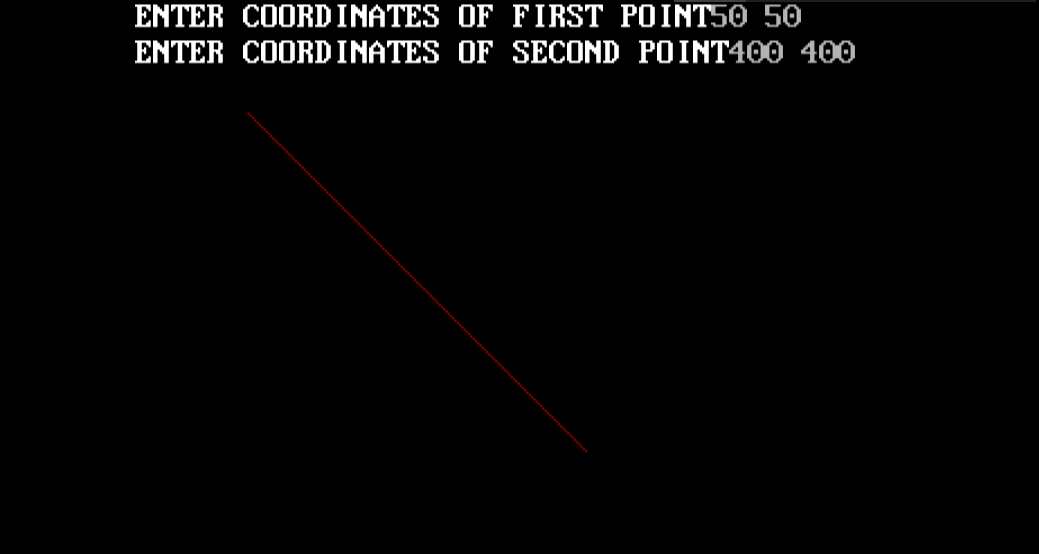 ENTER COORDINATES OF FIRST POINT50 50
ENTER COORDINATES OF SECOND POINT400 400